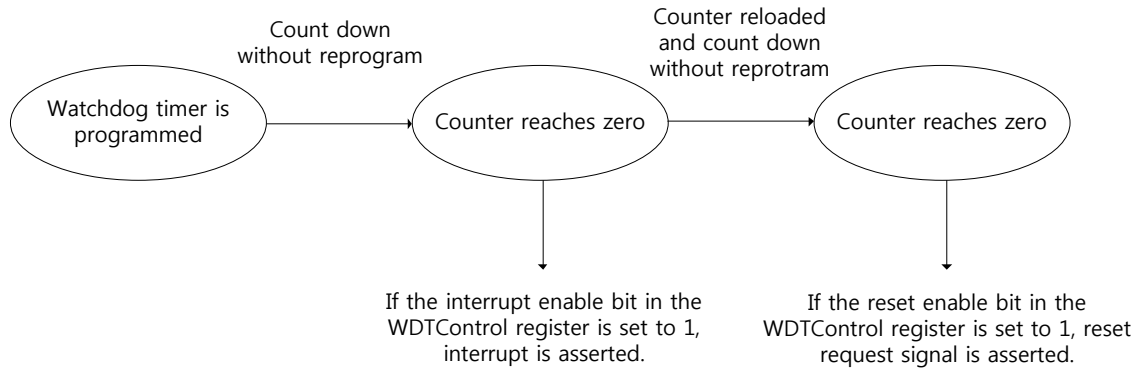 Count down
without reprogram
Counter reloaded
and count down
without reprotram
Watchdog timer is
programmed
Counter reaches zero
Counter reaches zero
If the interrupt enable bit in the
WDTControl register is set to 1,
interrupt is asserted.
If the reset enable bit in the
WDTControl register is set to 1, reset
request signal is asserted.